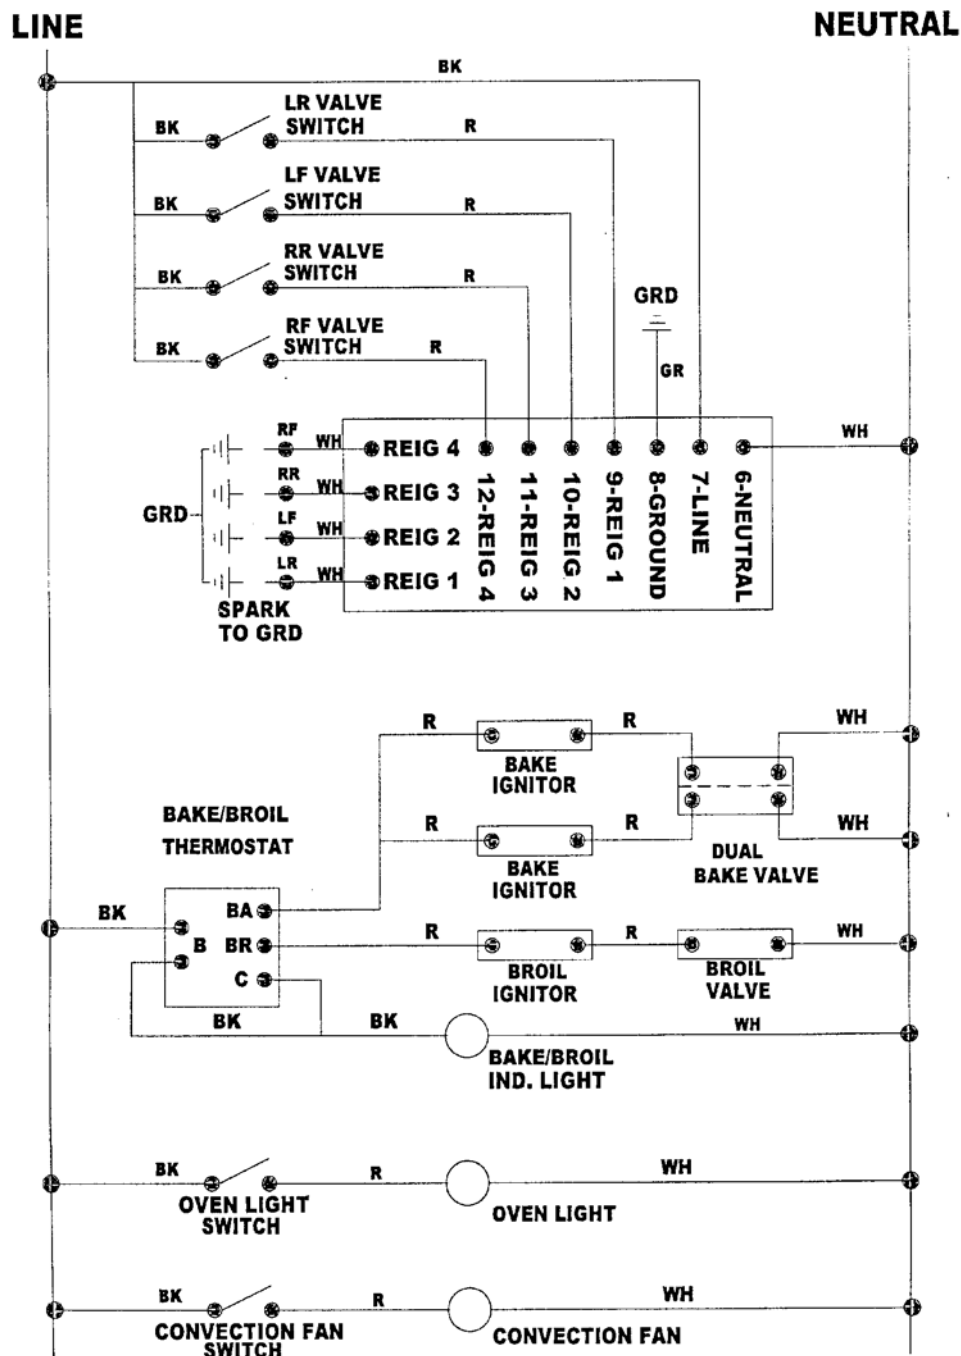 LINE
NEUTRAL
BK
LR VALVE
SWITCH
BK
R
LF VALVE
SWITCH
BK
R
RR VALVE
SWITCH
BK
R
GRD
RF VALVE
SWITCH
BK
R
GR
RF
WH
REIG 4
RR
WH
REIG 3
LF
WH
REIG 2
LR
WH
REIG 1
GRD
SPARK
TO GRD
12-REIG 4
11-REIG 3
10-REIG 2
9-REIG 1
8-GROUND
7-LINE
6-NEUTRAL
WH
R
BAKE
IGNITOR
R
WH
R
BAKE
IGNITOR
R
WH
DUAL
BAKE VALVE
BAKE/BROIL
THERMOSTAT
BK
B
BA
BR
C
R
BROIL
IGNITOR
R
BROIL
VALVE
WH
BK
BK
WH
BAKE/BROIL
IND. LIGHT
BK
OVEN LIGHT
SWITCH
R
OVEN LIGHT
WH
BK
CONVECTION FAN
SWITCH
R
CONVECTION FAN
WH